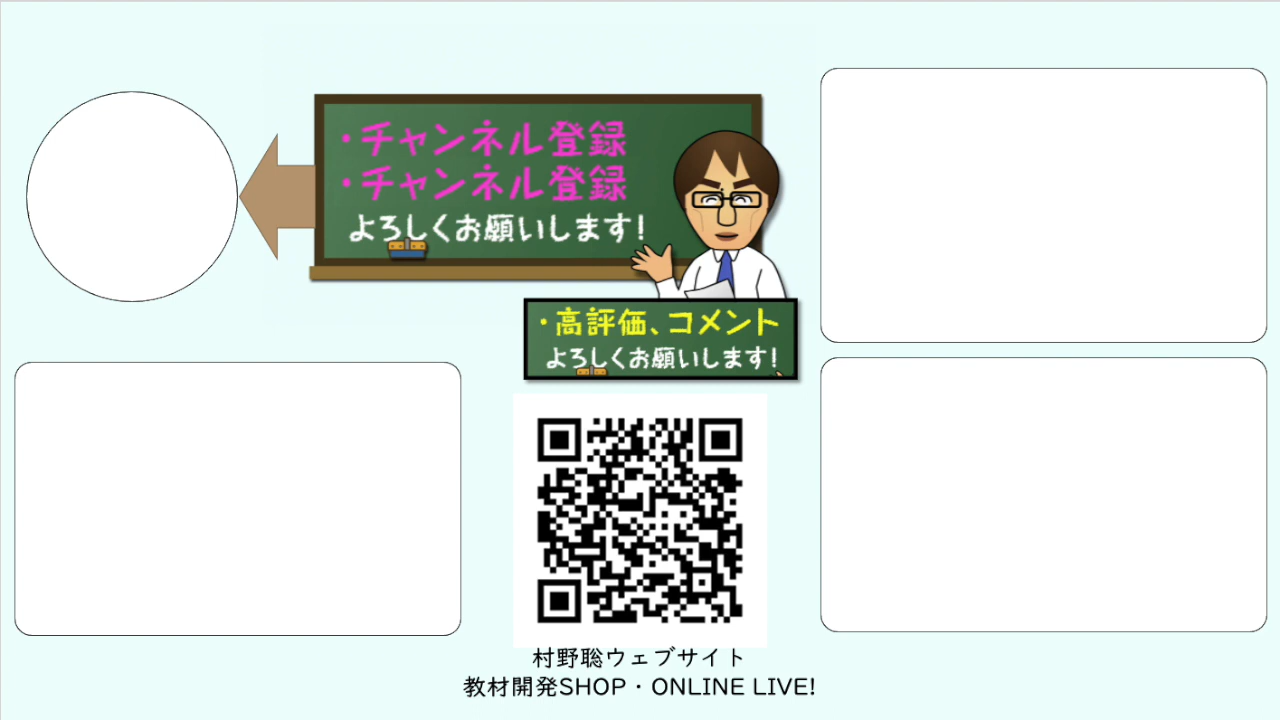 ・チャンネル登録
・チャンネル登録
よろしくお願いします!
・高評価、コメント
よろしくお願いします!
村野聡ウェブサイト
教材開発SHOP・ONLINE LIVE!